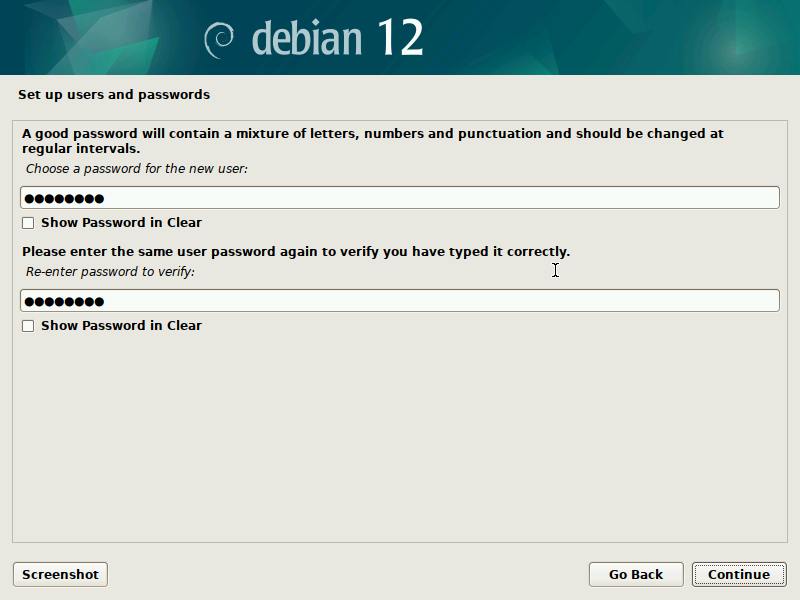 debian 12
Set up users and passwords
A good password will contain a mixture of letters, numbers and punctuation and should be changed at
regular intervals.
Choose a password for the new user:
●●●●●●●●
Show Password in Clear
Please enter the same user password again to verify you have typed it correctly.
Re-enter password to verify:
●●●●●●●●
Show Password in Clear
Screenshot Go Back Continue